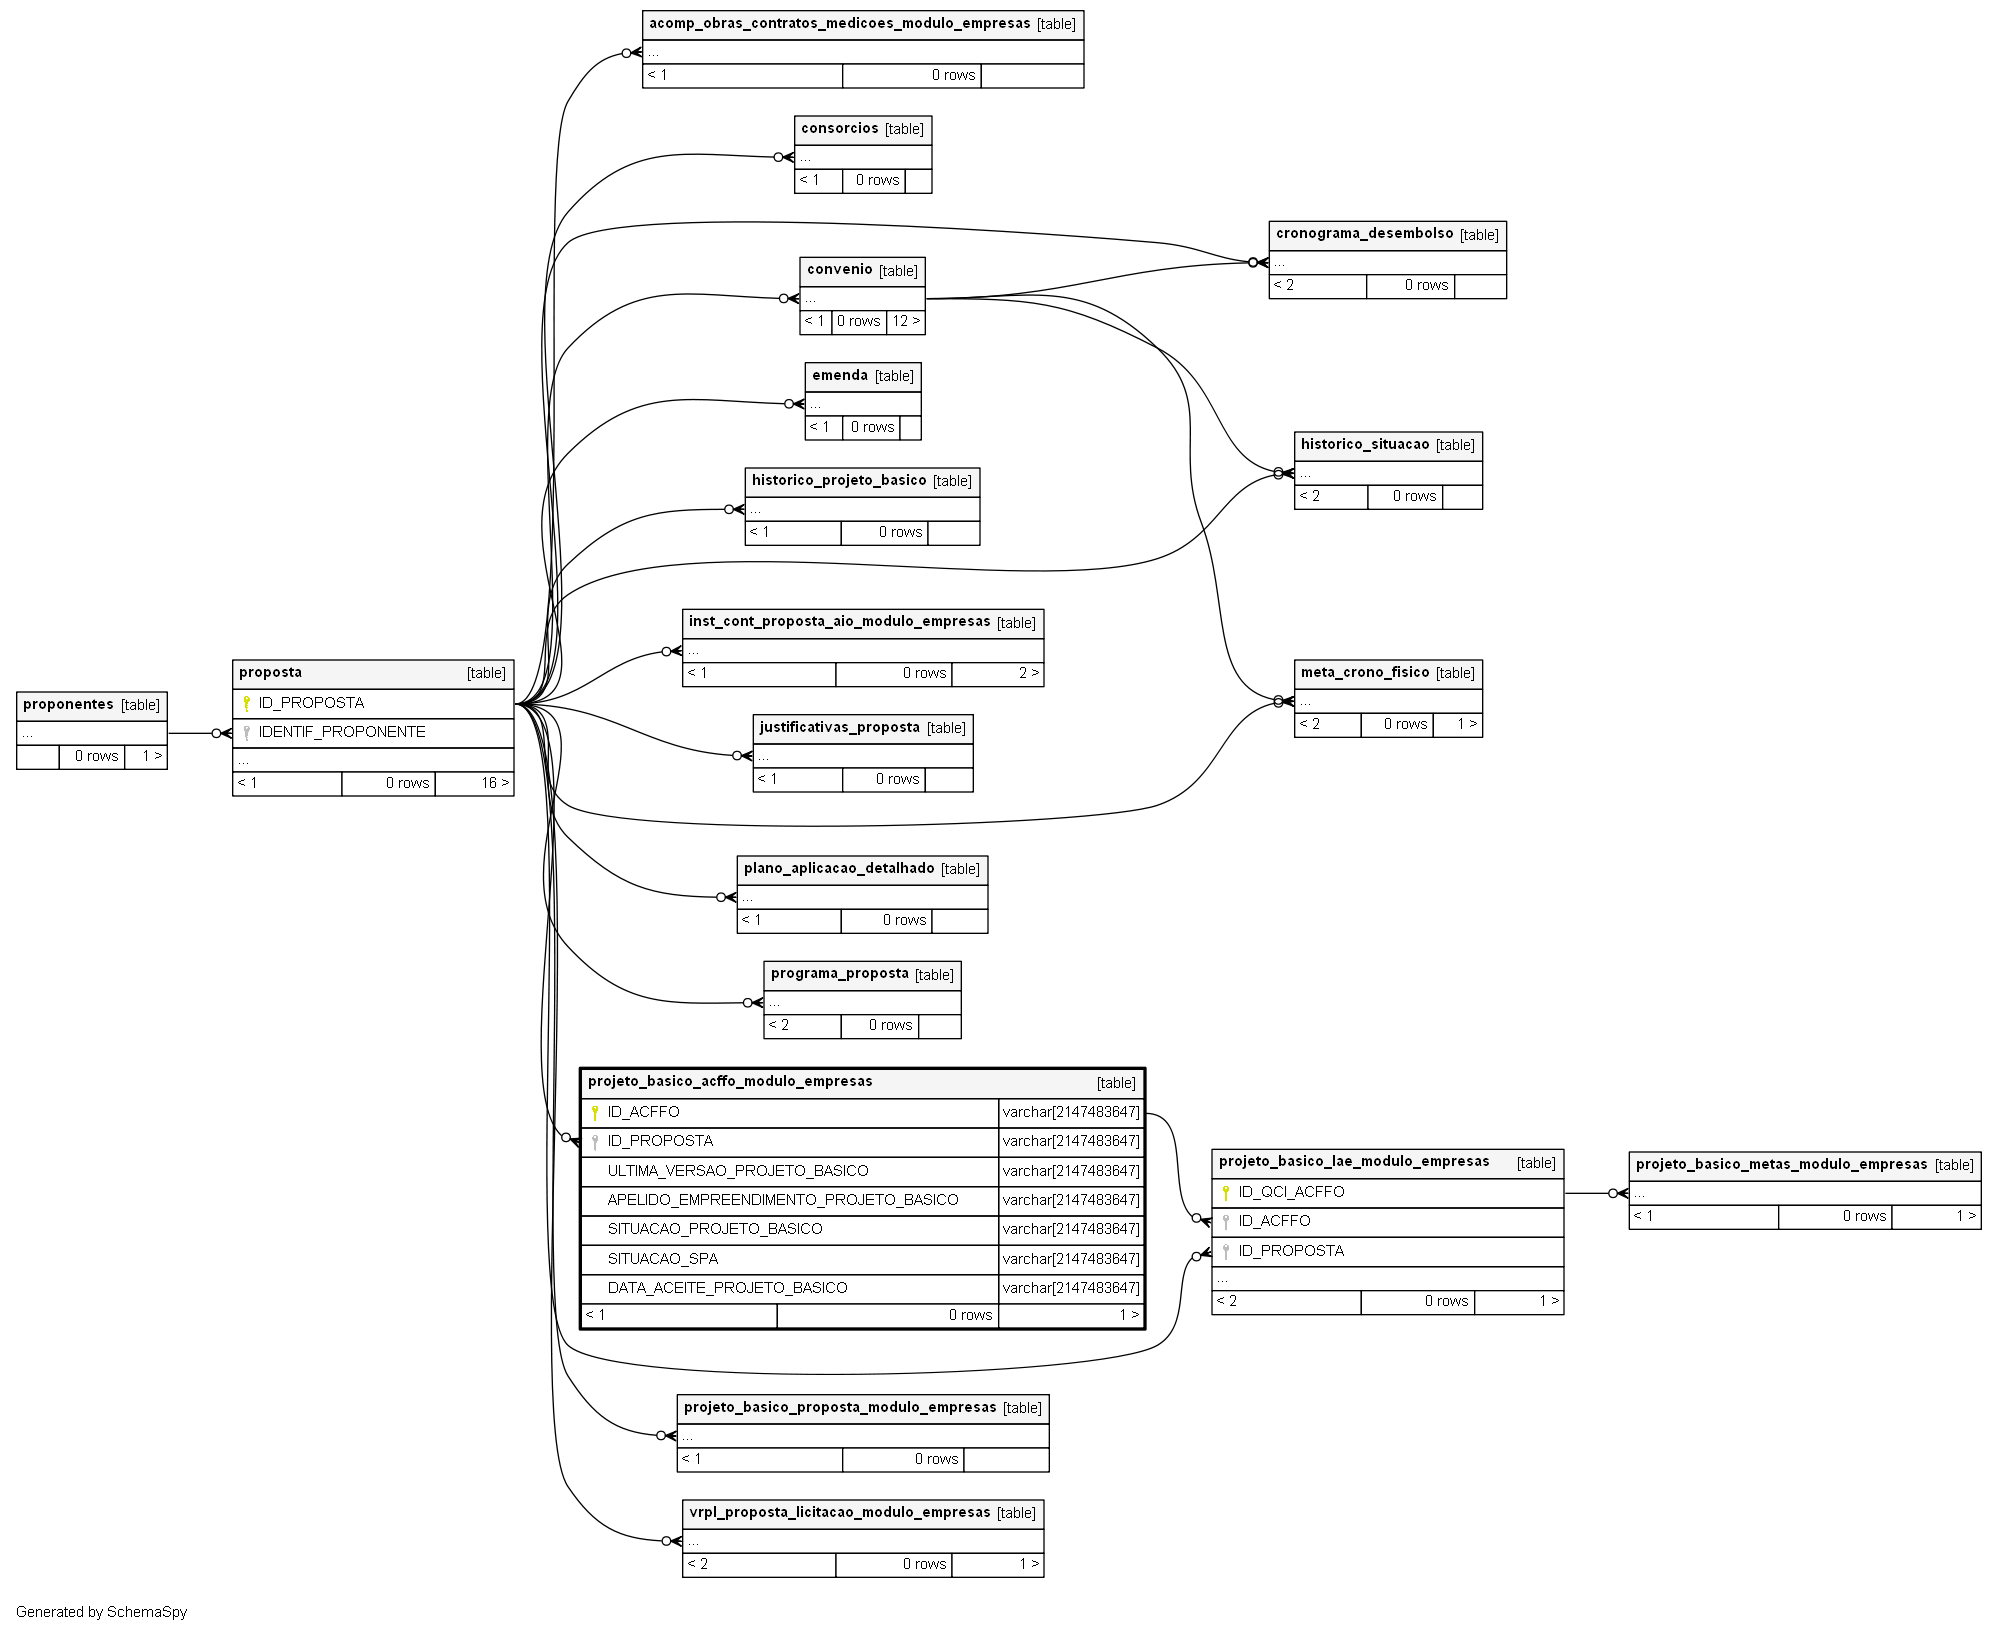 acomp_obras_contratos_medicoes_modulo_empresas [table]
...
< 1 0 rows
consorcios [table]
...
< 1 0 rows
cronograma_desembolso [table]
...
< 2 0 rows
convenio [table]
...
< 1 0 rows 12 >
emenda [table]
...
< 1 0 rows
historico_situacao [table]
...
< 2 0 rows
historico_projeto_basico [table]
...
< 1 0 rows
inst_cont_proposta_aio_modulo_empresas [table]
...
< 1 0 rows 2 >
proponentes [table]
...
0 rows 1 >
proposta [table]
ID_PROPOSTA
IDENTIF_PROPONENTE
...
< 1 0 rows 16 >
meta_crono_fisico [table]
...
< 2 0 rows 1 >
justificativas_proposta [table]
...
< 1 0 rows
plano_aplicacao_detalhado [table]
...
< 1 0 rows
programa_proposta [table]
...
< 2 0 rows
projeto_basico_acffo_modulo_empresas [table]
ID_ACFFO varchar[2147483647]
ID_PROPOSTA varchar[2147483647]
ULTIMA_VERSAO_PROJETO_BASICO varchar[2147483647]
APELIDO_EMPREENDIMENTO_PROJETO_BASICO varchar[2147483647]
SITUACAO_PROJETO_BASICO varchar[2147483647]
SITUACAO_SPA varchar[2147483647]
DATA_ACEITE_PROJETO_BASICO varchar[2147483647]
< 1 0 rows 1 >
projeto_basico_lae_modulo_empresas [table]
ID_QCI_ACFFO
ID_ACFFO
ID_PROPOSTA
...
< 2 0 rows 1 >
projeto_basico_metas_modulo_empresas [table]
...
< 1 0 rows 1 >
projeto_basico_proposta_modulo_empresas [table]
...
< 1 0 rows
vrpl_proposta_licitacao_modulo_empresas [table]
...
< 2 0 rows 1 >
Generated by SchemaSpy